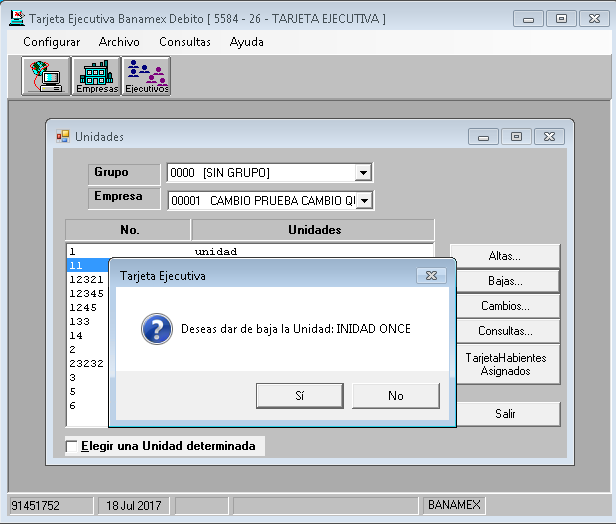 Tarjeta Ejecutiva Banamex Debito [ 5584 - 26 - TARJETA EJECUTIVA ]
Configurar Archivo Consultas Ayuda
Empresas Ejecutivos
Unidades
Grupo 0000 [SIN GRUPO]
Empresa 00001 CAMBIO PRUEBA CAMBIO
No. Unidades
1 unidad
11
12321
12345
1245
133
14
2
23232
3
5
6
Altas...
Bajas...
Cambios...
Consultas...
TarjetaHabientes
Asignados
Salir
Tarjeta Ejecutiva
Deseas dar de baja la Unidad: INIDAD ONCE
Sí No
Elegir una Unidad determinada
91451752 18 Jul 2017 BANAMEX